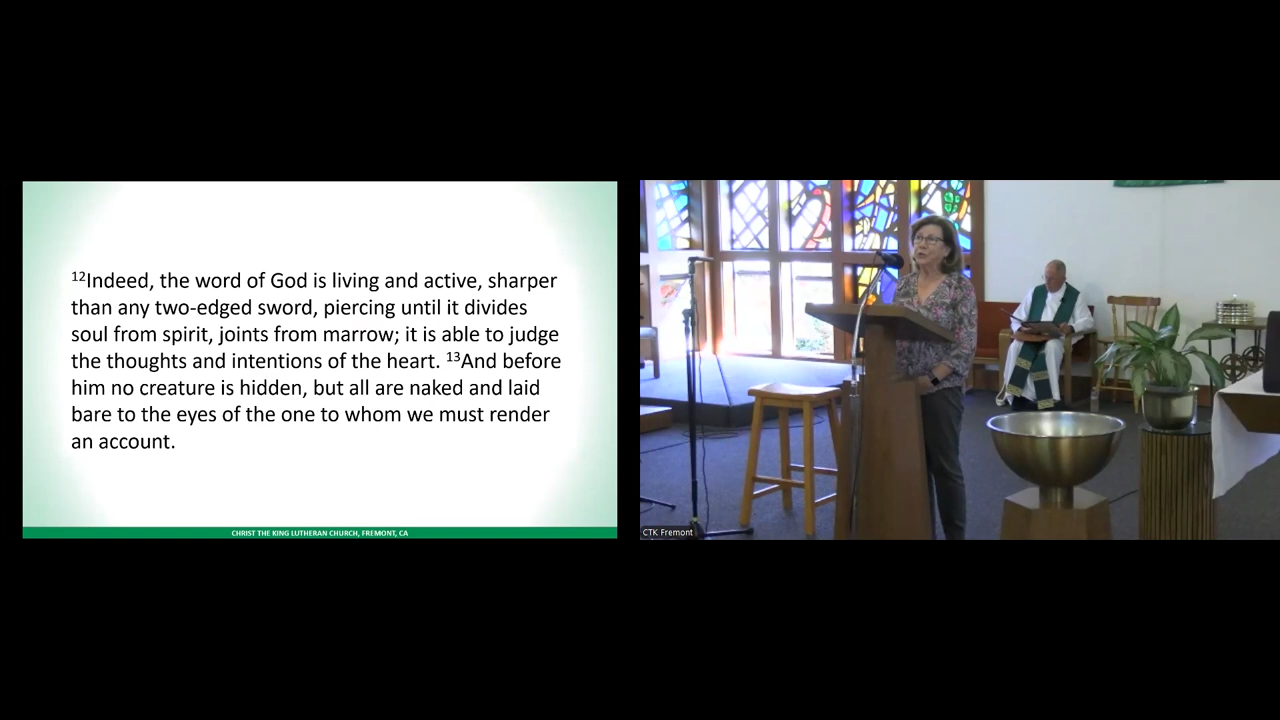 ¹²Indeed, the word of God is living and active, sharper
than any two-edged sword, piercing until it divides
soul from spirit, joints from marrow; it is able to judge
the thoughts and intentions of the heart. ¹³And before
him no creature is hidden, but all are naked and laid
bare to the eyes of the one to whom we must render
an account.
CHRIST THE KING LUTHERAN CHURCH, FREMONT, CA
CTK Fremont